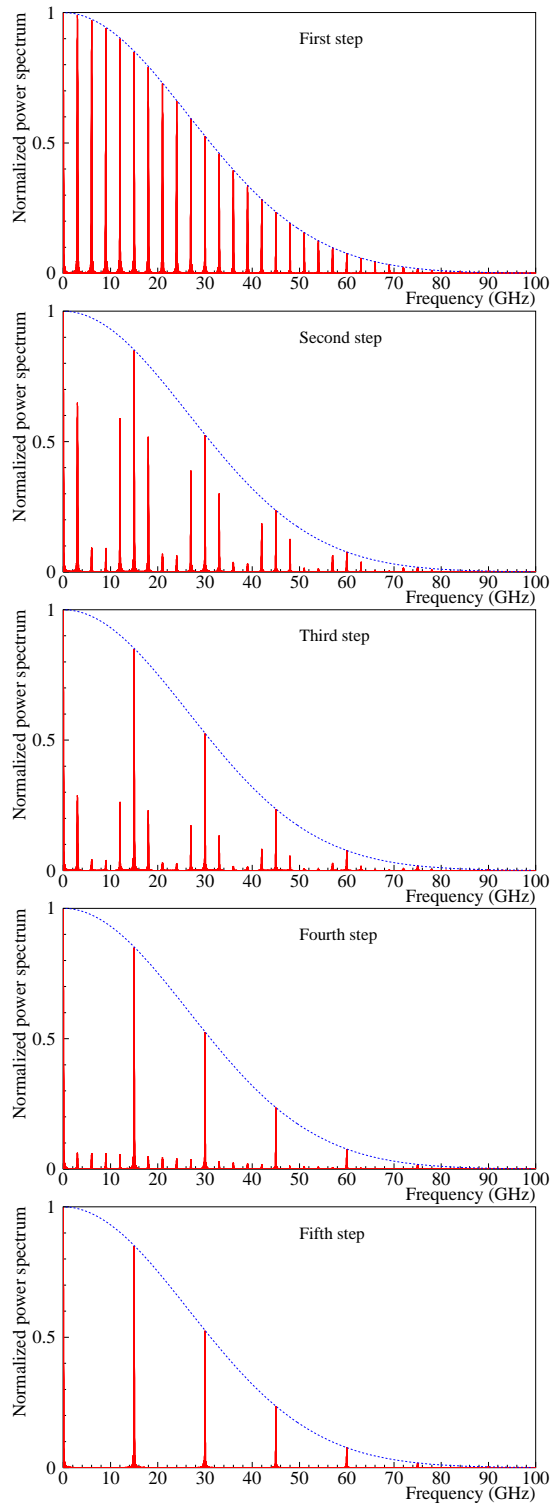 Normalized power spectrum
First step
1
0.5
0
0 10 20 30 40 50 60 70 80 90 100
Frequency (GHz)
Normalized power spectrum
Second step
1
0.5
0
0 10 20 30 40 50 60 70 80 90 100
Frequency (GHz)
Normalized power spectrum
Third step
1
0.5
0
0 10 20 30 40 50 60 70 80 90 100
Frequency (GHz)
Normalized power spectrum
Fourth step
1
0.5
0
0 10 20 30 40 50 60 70 80 90 100
Frequency (GHz)
Normalized power spectrum
Fifth step
1
0.5
0
0 10 20 30 40 50 60 70 80 90 100
Frequency (GHz)